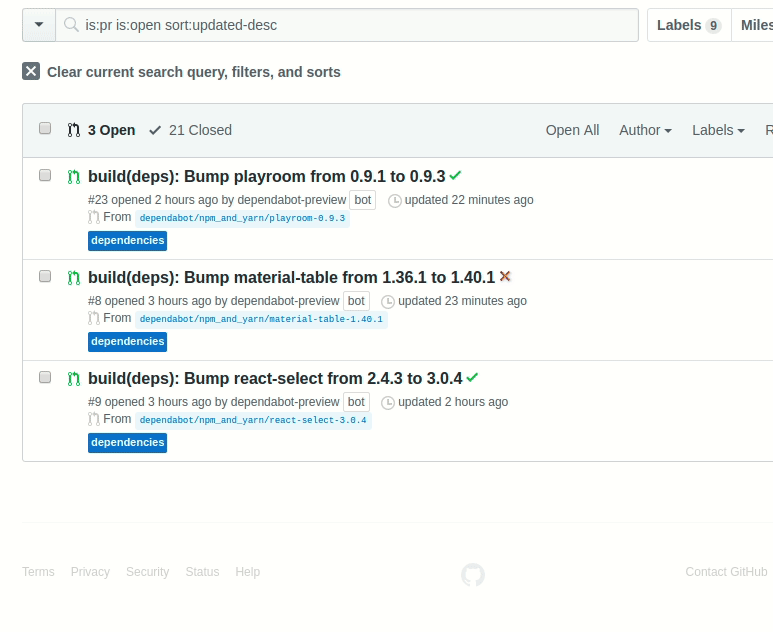 is:pr is:open sort:updated-desc
Labels 9 Miles
Clear current search query, filters, and sorts
3 Open 21 Closed Open All Author Labels R
build(deps): Bump playroom from 0.9.1 to 0.9.3
#23 opened 2 hours ago by dependabot-preview bot updated 22 minutes ago
From dependabot/npm_and_yarn/playroom-0.9.3
dependencies
build(deps): Bump material-table from 1.36.1 to 1.40.1
#8 opened 3 hours ago by dependabot-preview bot updated 23 minutes ago
From dependabot/npm_and_yarn/material-table-1.40.1
dependencies
build(deps): Bump react-select from 2.4.3 to 3.0.4
#9 opened 3 hours ago by dependabot-preview bot updated 2 hours ago
From dependabot/npm_and_yarn/react-select-3.0.4
dependencies
Terms Privacy Security Status Help Contact GitHub